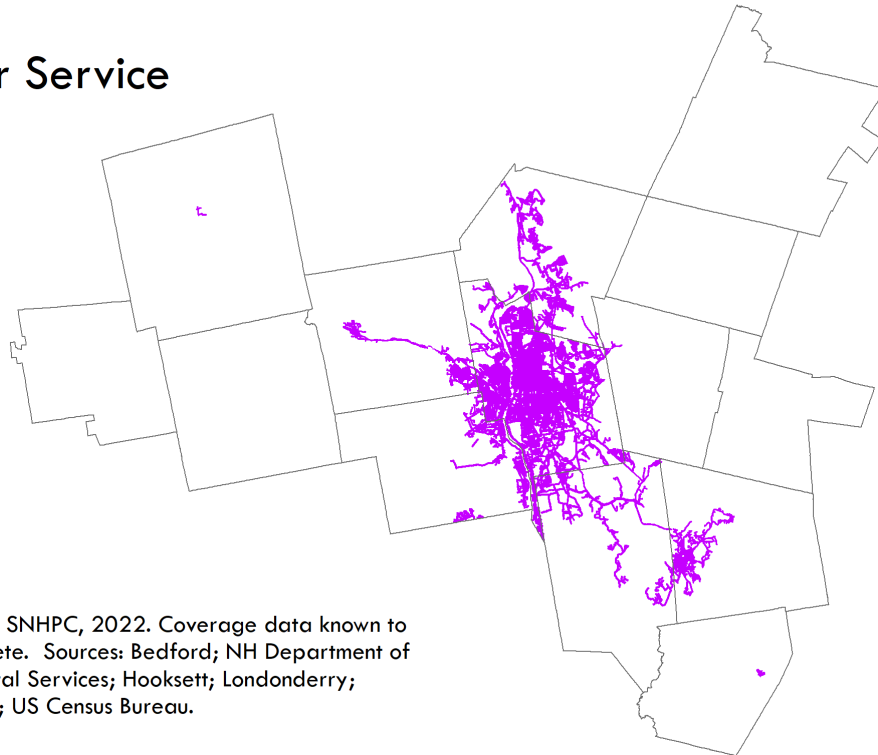 r Service
SNHPC, 2022. Coverage data known to
ete. Sources: Bedford; NH Department of
al Services; Hooksett; Londonderry;
; US Census Bureau.